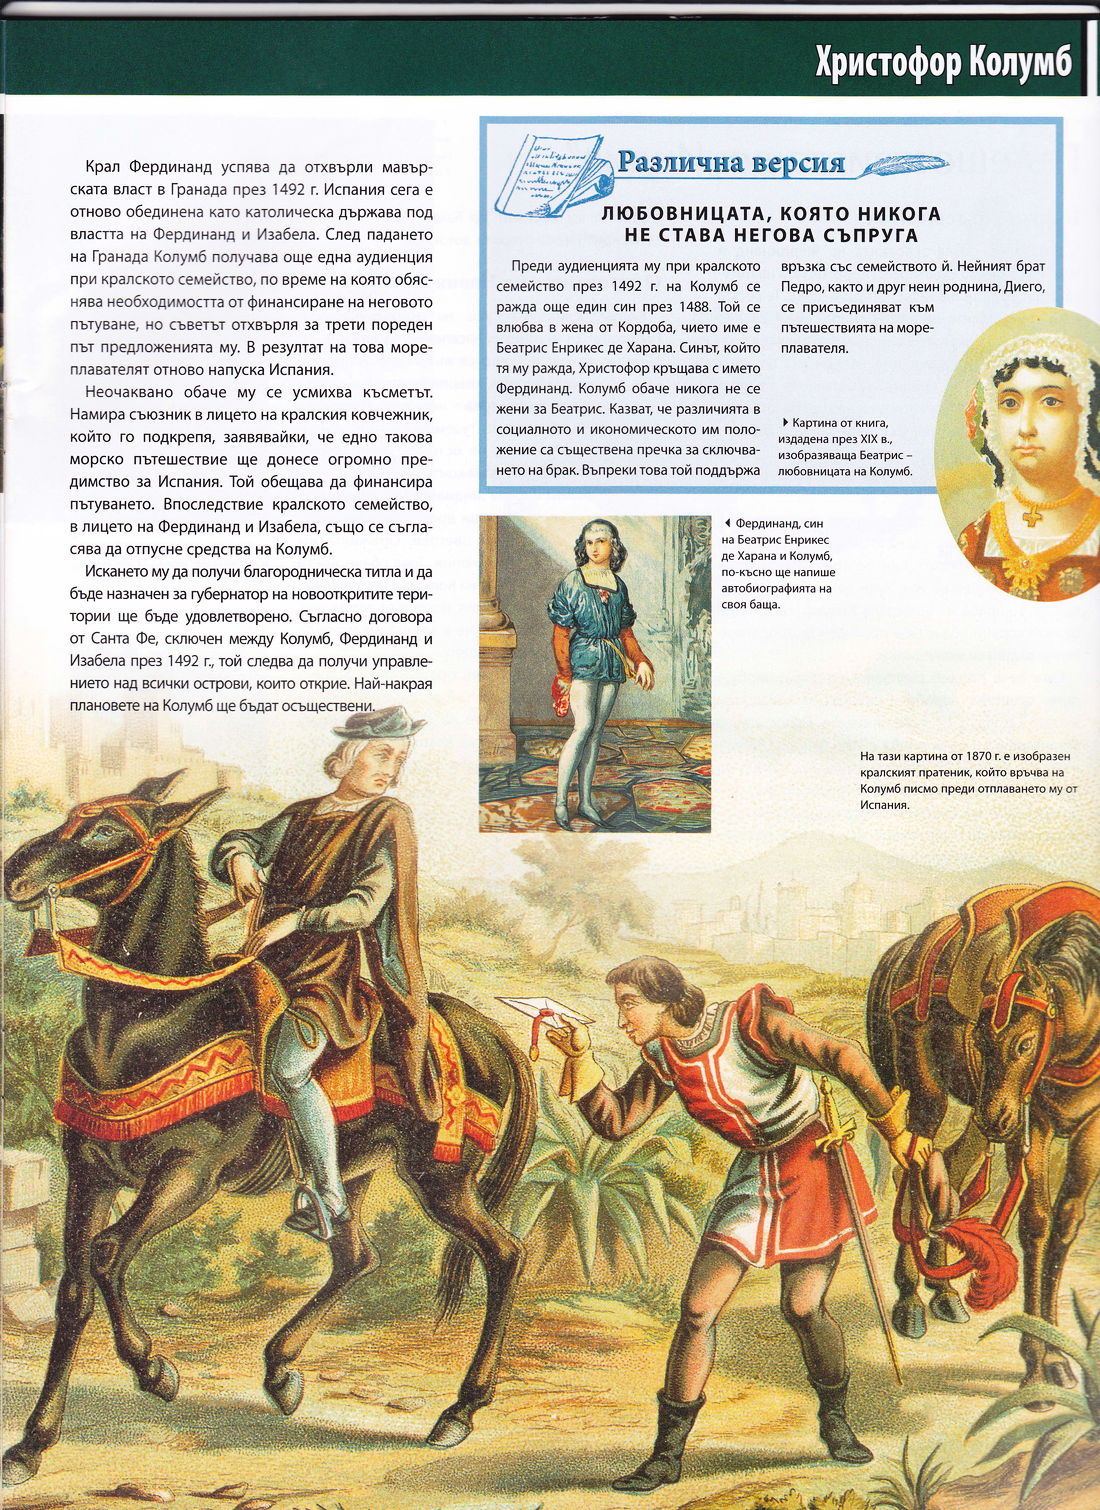 Христофор Колумб
Крал Фердинанд успява да отхвърли мавър-
ската власт в Гранада през 1492 г. Испания сега е
отново обединена като католическа държава под
властта на Фердинанд и Изабела. След падането
на Гранада Колумб получава още една аудиенция
при кралското семейство, по време на която обяс-
нява необходимостта от финансиране на неговото
пътуване, но съветът отхвърля за трети пореден
път предложенията му. В резултат на това море-
плавателят отново напуска Испания.
Неочаквано обаче му се усмихва късметът.
Намира съюзник в лицето на кралския ковчежник,
който го подкрепя, заявявайки, че едно такова
морско пътешествие ще донесе огромно пре-
димство за Испания. Той обещава да финансира
пътуването. Впоследствие кралското семейство,
в лицето на Фердинанд и Изабела, също се съгла-
сява да отпусне средства на Колумб.
Искането му да получи благородническа титла и да
бъде назначен за губернатор на новооткритите тери-
тории ще бъде удовлетворено. Съгласно договора
от Санта Фе, сключен между Колумб, Фердинанд и
Изабела през 1492 г., той следва да получи управле-
нието над всички острови, които открие. Най-накрая
плановете на Колумб ще бъдат осъществени.
Различна версия
ЛЮБОВНИЦАТА, КОЯТО НИКОГА
НЕ СТАВА НЕГОВА СЪПРУГА
Преди аудиенцията му при кралското
семейство през 1492 г. на Колумб се
ражда още един син през 1488. Той се
влюбва в жена от Кордоба, чието име е
Беатрис Енрикес де Харана. Синът, който
тя му ражда, Христофор кръщава с името
Фердинанд. Колумб обаче никога не се
жени за Беатрис. Казват, че различията в
социалното и икономическото им поло-
жение са съществена пречка за сключва-
нето на брак. Въпреки това той поддържа
връзка със семейството й. Нейният брат
Педро, както и друг неин роднина, Диего,
се присъединяват към
пътешествията на море-
плавателя.
Картина от книга,
издадена през XIX в.,
изобразяваща Беатрис –
любовницата на Колумб.
Фердинанд, син
на Беатрис Енрикес
де Харана и Колумб,
по-късно ще напише
автобиографията на
своя баща.
На тази картина от 1870 г. е изобразен
кралският пратеник, който връчва на
Колумб писмо преди отплаването му от
Испания.